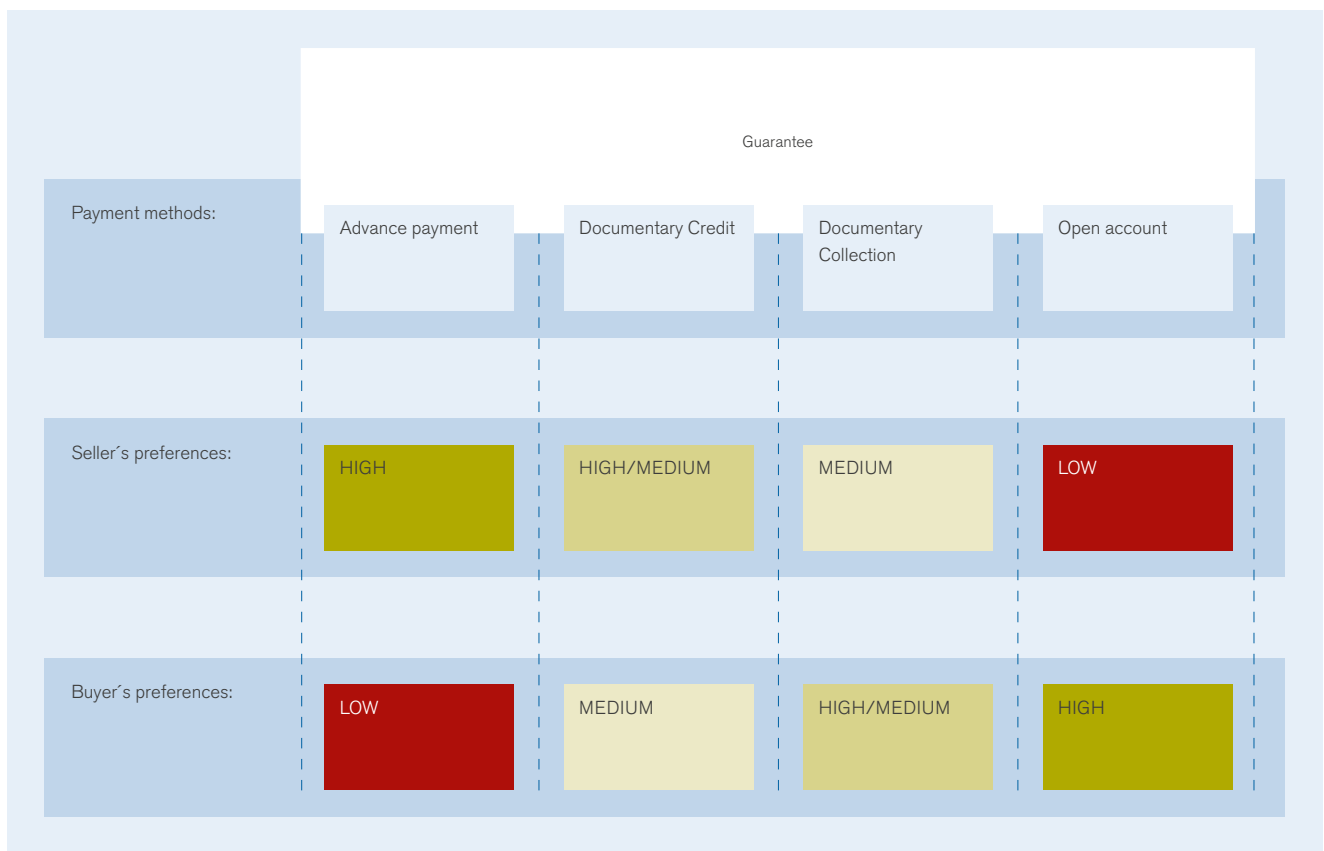 Guarantee
Payment methods:
Advance payment
Documentary Credit
Documentary
Collection
Open account
Seller´s preferences:
HIGH
HIGH/MEDIUM
MEDIUM
LOW
Buyer´s preferences:
LOW
MEDIUM
HIGH/MEDIUM
HIGH